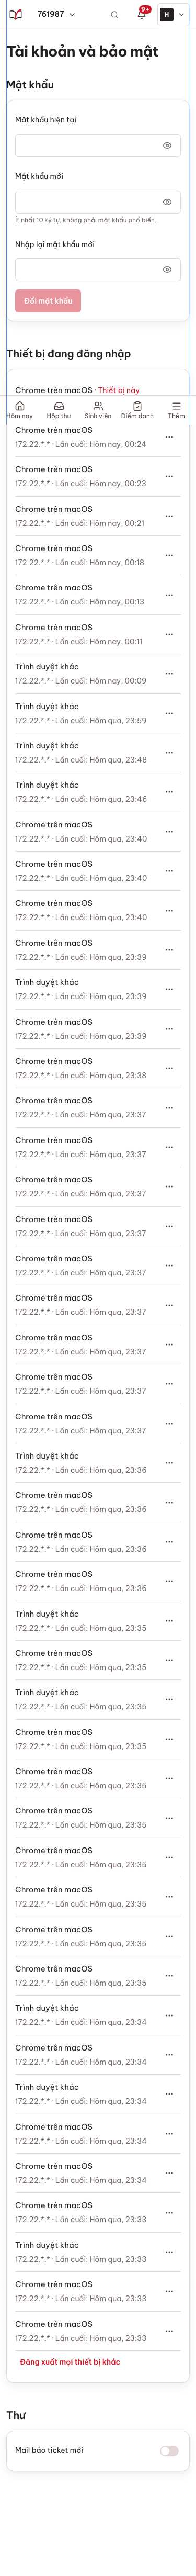 761987
9+
H
Tài khoản và bảo mật
Mật khẩu
Mật khẩu hiện tại
Mật khẩu mới
Ít nhất 10 ký tự, không phải mật khẩu phổ biến.
Nhập lại mật khẩu mới
Đổi mật khẩu
Thiết bị đang đăng nhập
Chrome trên macOS · Thiết bị này
Hôm nay
Hộp thư
Sinh viên
Điểm danh
Thêm
Chrome trên macOS
172.22.*.* · Lần cuối: Hôm nay, 00:24
Chrome trên macOS
172.22.*.* · Lần cuối: Hôm nay, 00:23
Chrome trên macOS
172.22.*.* · Lần cuối: Hôm nay, 00:21
Chrome trên macOS
172.22.*.* · Lần cuối: Hôm nay, 00:18
Chrome trên macOS
172.22.*.* · Lần cuối: Hôm nay, 00:13
Chrome trên macOS
172.22.*.* · Lần cuối: Hôm nay, 00:11
Trình duyệt khác
172.22.*.* · Lần cuối: Hôm nay, 00:09
Trình duyệt khác
172.22.*.* · Lần cuối: Hôm qua, 23:59
Trình duyệt khác
172.22.*.* · Lần cuối: Hôm qua, 23:48
Trình duyệt khác
172.22.*.* · Lần cuối: Hôm qua, 23:46
Chrome trên macOS
172.22.*.* · Lần cuối: Hôm qua, 23:40
Chrome trên macOS
172.22.*.* · Lần cuối: Hôm qua, 23:40
Chrome trên macOS
172.22.*.* · Lần cuối: Hôm qua, 23:40
Chrome trên macOS
172.22.*.* · Lần cuối: Hôm qua, 23:39
Trình duyệt khác
172.22.*.* · Lần cuối: Hôm qua, 23:39
Chrome trên macOS
172.22.*.* · Lần cuối: Hôm qua, 23:39
Chrome trên macOS
172.22.*.* · Lần cuối: Hôm qua, 23:38
Chrome trên macOS
172.22.*.* · Lần cuối: Hôm qua, 23:37
Chrome trên macOS
172.22.*.* · Lần cuối: Hôm qua, 23:37
Chrome trên macOS
172.22.*.* · Lần cuối: Hôm qua, 23:37
Chrome trên macOS
172.22.*.* · Lần cuối: Hôm qua, 23:37
Chrome trên macOS
172.22.*.* · Lần cuối: Hôm qua, 23:37
Chrome trên macOS
172.22.*.* · Lần cuối: Hôm qua, 23:37
Chrome trên macOS
172.22.*.* · Lần cuối: Hôm qua, 23:37
Chrome trên macOS
172.22.*.* · Lần cuối: Hôm qua, 23:37
Chrome trên macOS
172.22.*.* · Lần cuối: Hôm qua, 23:37
Trình duyệt khác
172.22.*.* · Lần cuối: Hôm qua, 23:36
Chrome trên macOS
172.22.*.* · Lần cuối: Hôm qua, 23:36
Chrome trên macOS
172.22.*.* · Lần cuối: Hôm qua, 23:36
Chrome trên macOS
172.22.*.* · Lần cuối: Hôm qua, 23:36
Trình duyệt khác
172.22.*.* · Lần cuối: Hôm qua, 23:35
Chrome trên macOS
172.22.*.* · Lần cuối: Hôm qua, 23:35
Trình duyệt khác
172.22.*.* · Lần cuối: Hôm qua, 23:35
Chrome trên macOS
172.22.*.* · Lần cuối: Hôm qua, 23:35
Chrome trên macOS
172.22.*.* · Lần cuối: Hôm qua, 23:35
Chrome trên macOS
172.22.*.* · Lần cuối: Hôm qua, 23:35
Chrome trên macOS
172.22.*.* · Lần cuối: Hôm qua, 23:35
Chrome trên macOS
172.22.*.* · Lần cuối: Hôm qua, 23:35
Chrome trên macOS
172.22.*.* · Lần cuối: Hôm qua, 23:35
Chrome trên macOS
172.22.*.* · Lần cuối: Hôm qua, 23:35
Trình duyệt khác
172.22.*.* · Lần cuối: Hôm qua, 23:34
Chrome trên macOS
172.22.*.* · Lần cuối: Hôm qua, 23:34
Trình duyệt khác
172.22.*.* · Lần cuối: Hôm qua, 23:34
Chrome trên macOS
172.22.*.* · Lần cuối: Hôm qua, 23:34
Chrome trên macOS
172.22.*.* · Lần cuối: Hôm qua, 23:34
Chrome trên macOS
172.22.*.* · Lần cuối: Hôm qua, 23:33
Trình duyệt khác
172.22.*.* · Lần cuối: Hôm qua, 23:33
Chrome trên macOS
172.22.*.* · Lần cuối: Hôm qua, 23:33
Chrome trên macOS
172.22.*.* · Lần cuối: Hôm qua, 23:33
Đăng xuất mọi thiết bị khác
Thư
Mail báo ticket mới